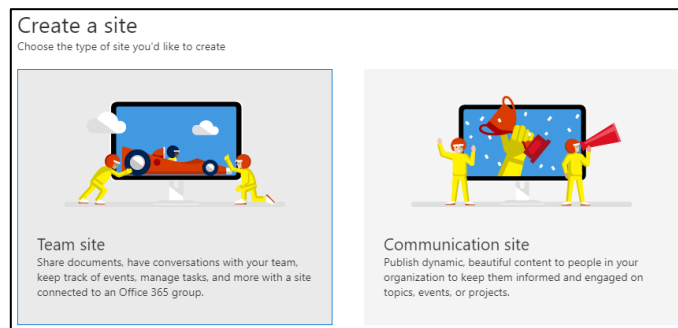 Create a site
Choose the type of site you'd like to create
Team site
Share documents, have conversations with your team,
keep track of events, manage tasks, and more with a site
connected to an Office 365 group.
Communication site
Publish dynamic, beautiful content to people in your
organization to keep them informed and engaged on
topics, events, or projects.